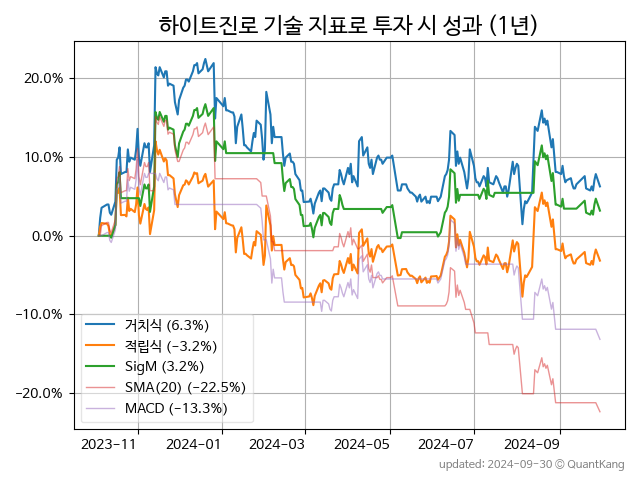 하이트진로 기술 지표로 투자 시 성과 (1년)
20.0%
10.0%
0.0%
−10.0%
−20.0%
거치식 (6.3%)
적립식 (−3.2%)
SigM (3.2%)
SMA(20) (−22.5%)
MACD (−13.3%)
2023-11
2024-01
2024-03
2024-05
2024-07
2024-09
updated: 2024-09-30 © QuantKang